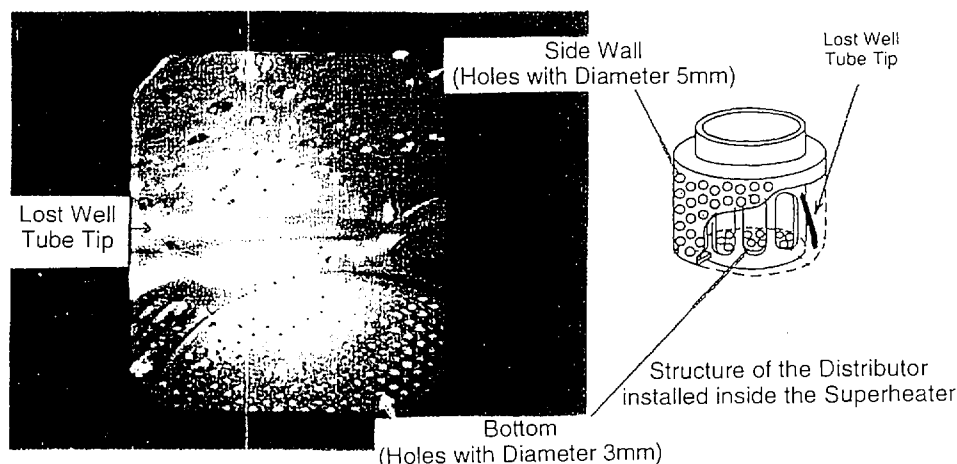 Side Wall
(Holes with Diameter 5mm)
Lost Well
Tube Tip
Lost Well
Tube Tip
Structure of the Distributor
installed inside the Superheater
Bottom
(Holes with Diameter 3mm)